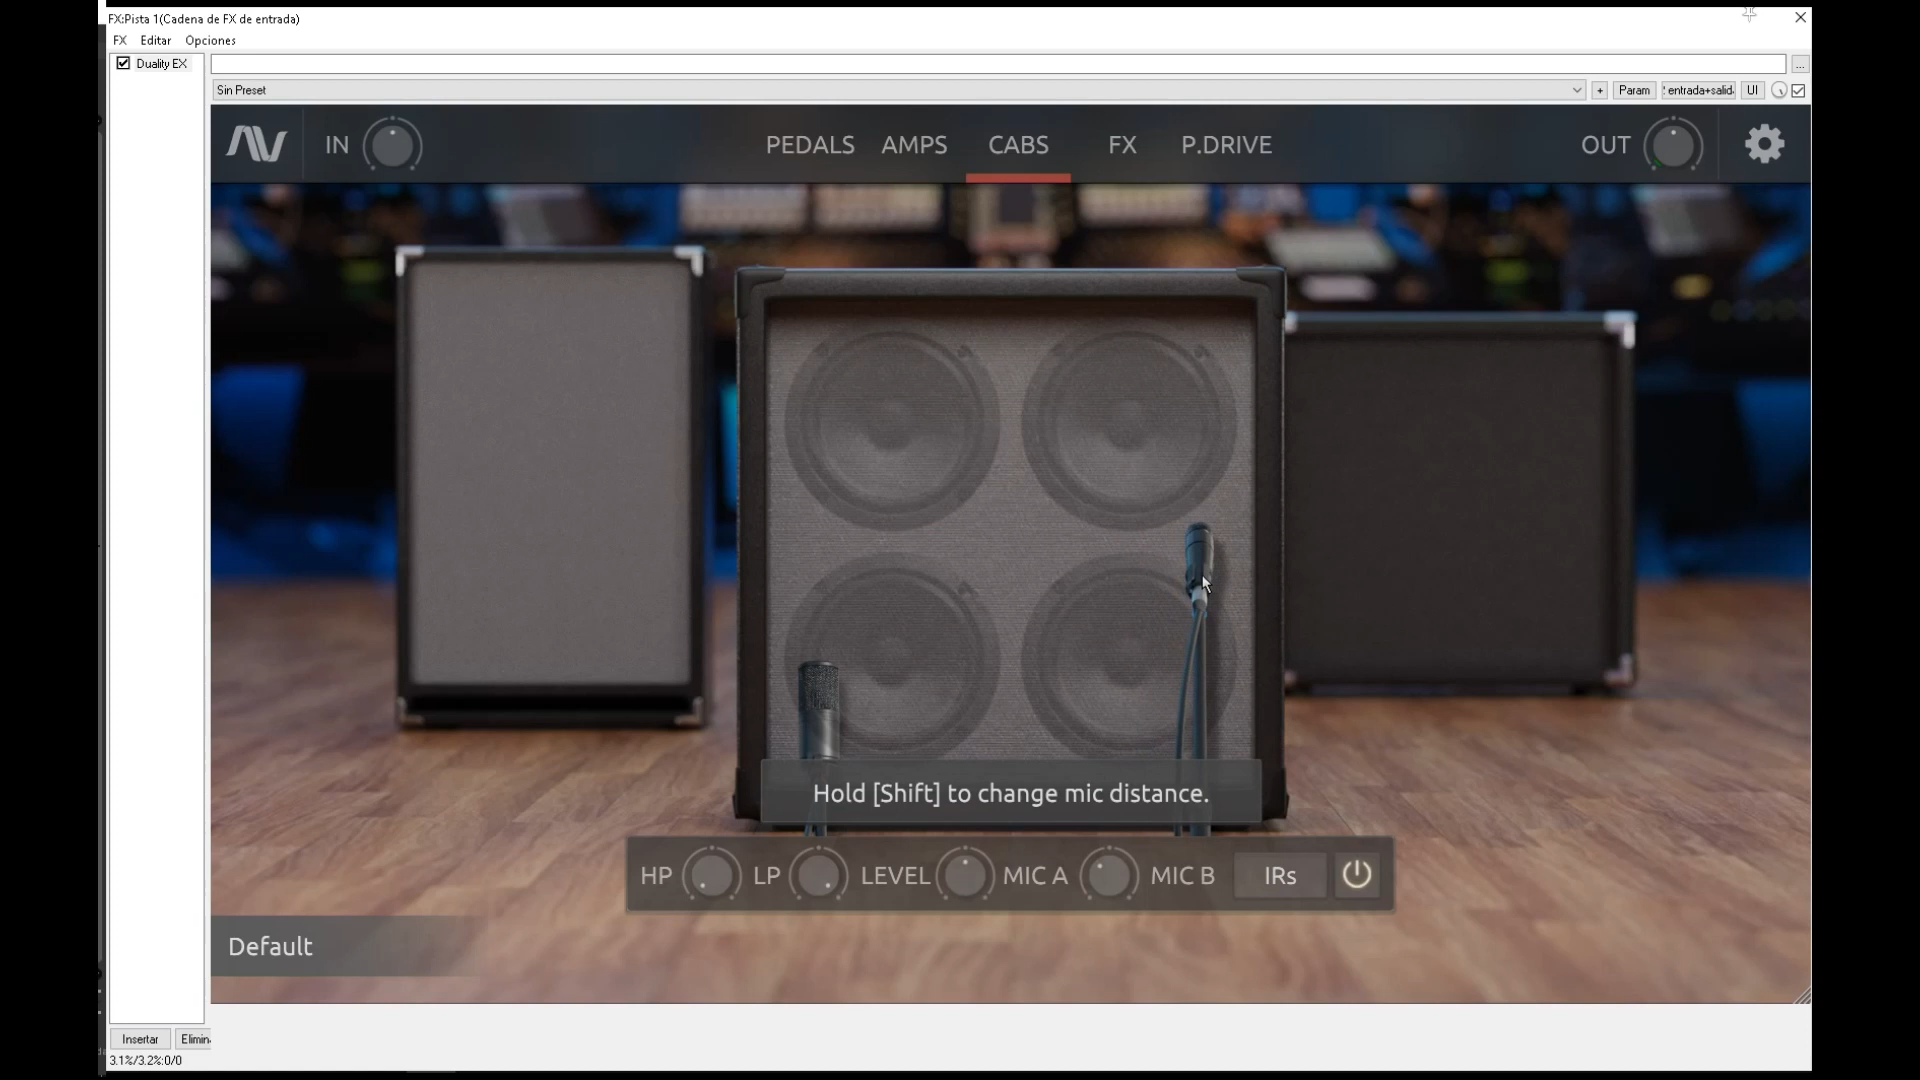 FX:Pista 1(Cadena de FX de entrada)
FX Editar Opciones
Duality EX
...
Sin Preset + Param entrada+salid UI
IN PEDALS AMPS CABS FX P.DRIVE OUT
Hold [Shift] to change mic distance.
HP LP LEVEL MIC A MIC B IRs
Default
Insertar Elimin
3.1%/3.2%:0/0